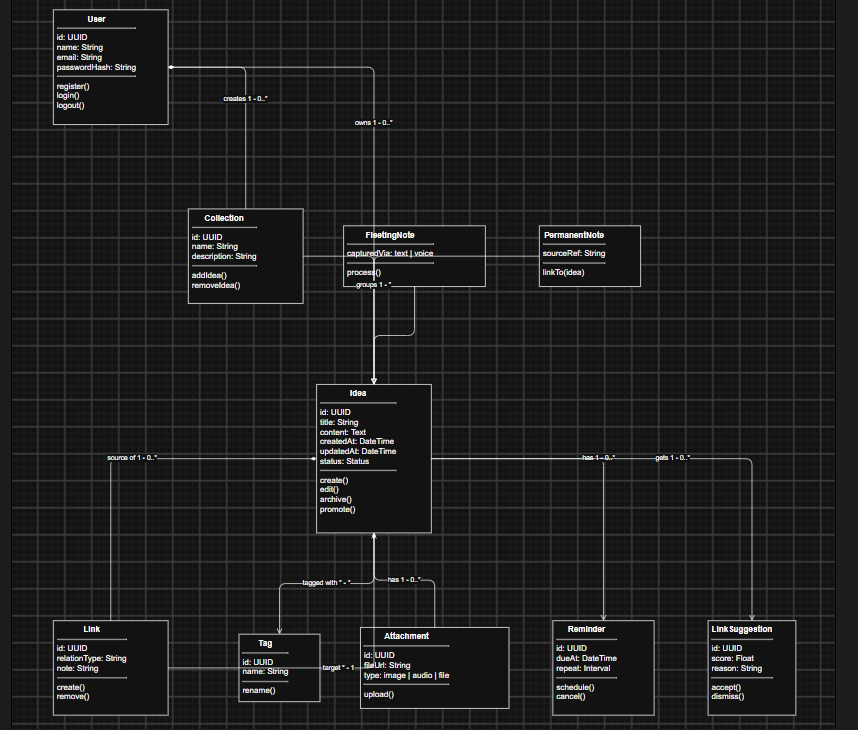 User
id: UUID
name: String
email: String
passwordHash: String
register()
login()
logout()
creates 1 - 0..*
owns 1 - 0..*
Collection
id: UUID
name: String
description: String
addIdea()
removeIdea()
FleetingNote
capturedVia: text | voice
process()
PermanentNote
sourceRef: String
linkTo(idea)
groups 1 - *
Idea
id: UUID
title: String
content: Text
createdAt: DateTime
updatedAt: DateTime
status: Status
create()
edit()
archive()
promote()
source of 1 - 0..*
has 1 - 0..*
gets 1 - 0..*
tagged with * - *
has 1 - 0..*
Link
id: UUID
relationType: String
note: String
create()
remove()
Tag
id: UUID
name: String
rename()
target * - 1
Attachment
id: UUID
fileUrl: String
type: image | audio | file
upload()
Reminder
id: UUID
dueAt: DateTime
repeat: Interval
schedule()
cancel()
LinkSuggestion
id: UUID
score: Float
reason: String
accept()
dismiss()